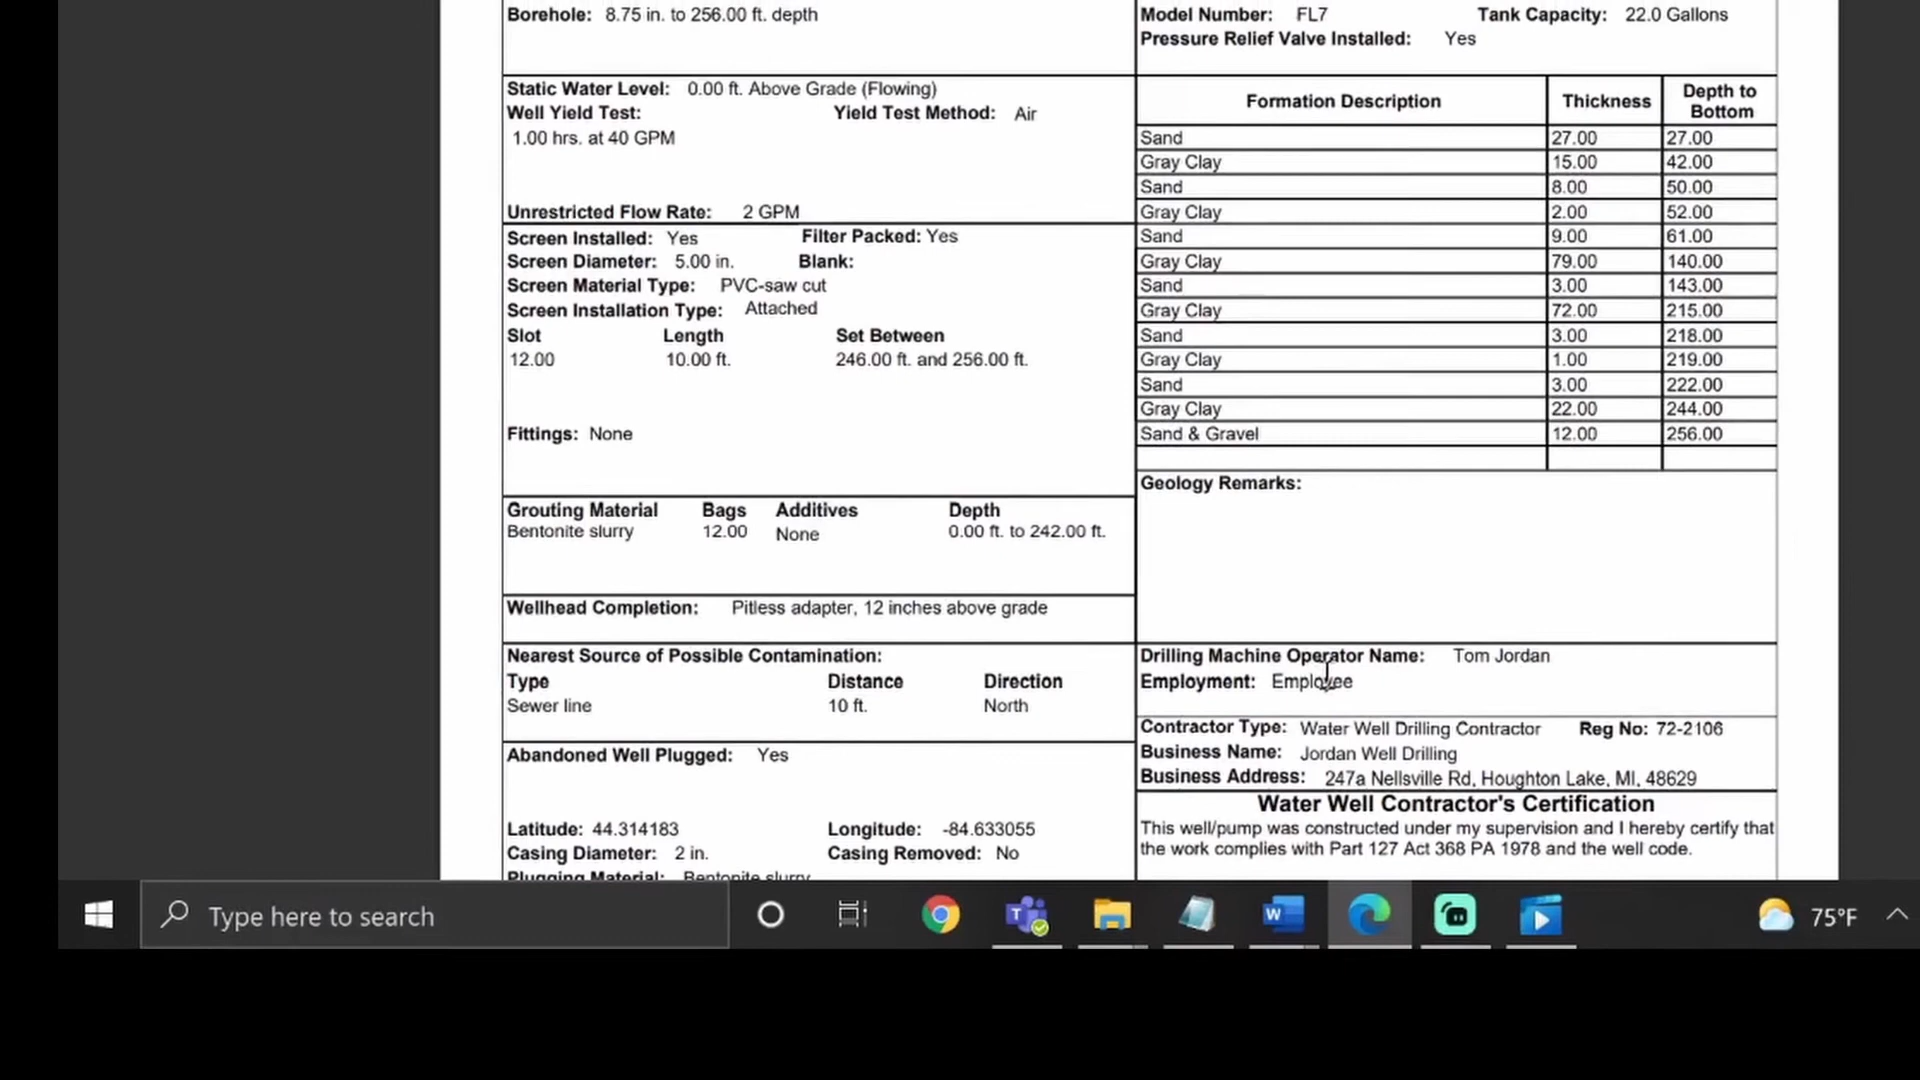 Borehole: 8.75 in. to 256.00 ft. depth
Static Water Level: 0.00 ft. Above Grade (Flowing)
Well Yield Test: Yield Test Method: Air
1.00 hrs. at 40 GPM
Unrestricted Flow Rate: 2 GPM
Screen Installed: Yes Filter Packed: Yes
Screen Diameter: 5.00 in. Blank:
Screen Material Type: PVC-saw cut
Screen Installation Type: Attached
Slot Length Set Between
12.00 10.00 ft. 246.00 ft. and 256.00 ft.
Fittings: None
Grouting Material Bags Additives Depth
Bentonite slurry 12.00 None 0.00 ft. to 242.00 ft.
Wellhead Completion: Pitless adapter, 12 inches above grade
Nearest Source of Possible Contamination:
Type Distance Direction
Sewer line 10 ft. North
Abandoned Well Plugged: Yes
Latitude: 44.314183 Longitude: -84.633055
Casing Diameter: 2 in. Casing Removed: No
Plugging Material: Bentonite slurry
Model Number: FL7 Tank Capacity: 22.0 Gallons
Pressure Relief Valve Installed: Yes
Formation Description Thickness Depth to Bottom
Sand 27.00 27.00
Gray Clay 15.00 42.00
Sand 8.00 50.00
Gray Clay 2.00 52.00
Sand 9.00 61.00
Gray Clay 79.00 140.00
Sand 3.00 143.00
Gray Clay 72.00 215.00
Sand 3.00 218.00
Gray Clay 1.00 219.00
Sand 3.00 222.00
Gray Clay 22.00 244.00
Sand & Gravel 12.00 256.00
Geology Remarks:
Drilling Machine Operator Name: Tom Jordan
Employment: Employee
Contractor Type: Water Well Drilling Contractor Reg No: 72-2106
Business Name: Jordan Well Drilling
Business Address: 247a Nellsville Rd, Houghton Lake, MI, 48629
Water Well Contractor's Certification
This well/pump was constructed under my supervision and I hereby certify that
the work complies with Part 127 Act 368 PA 1978 and the well code.
Type here to search
75°F